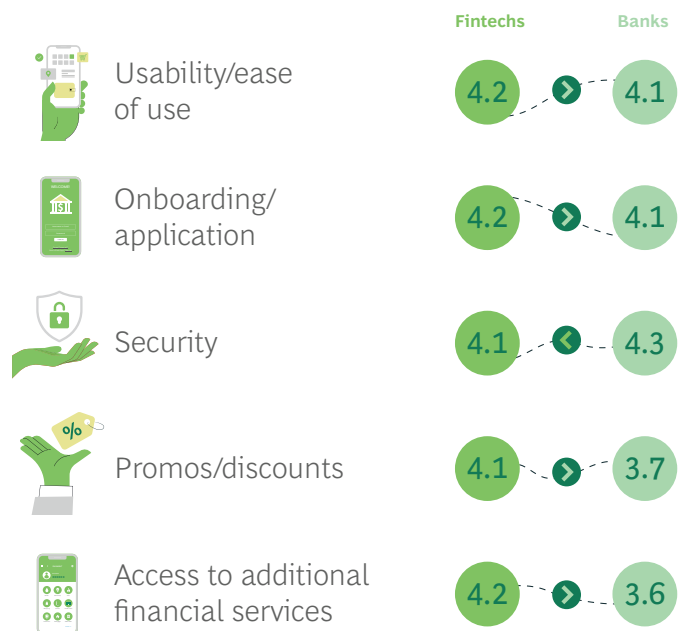 Fintechs Banks
Usability/ease
of use
4.2 4.1
Onboarding/
application
4.2 4.1
Security
4.1 4.3
%
Promos/discounts
4.1 3.7
Access to additional
financial services
4.2 3.6